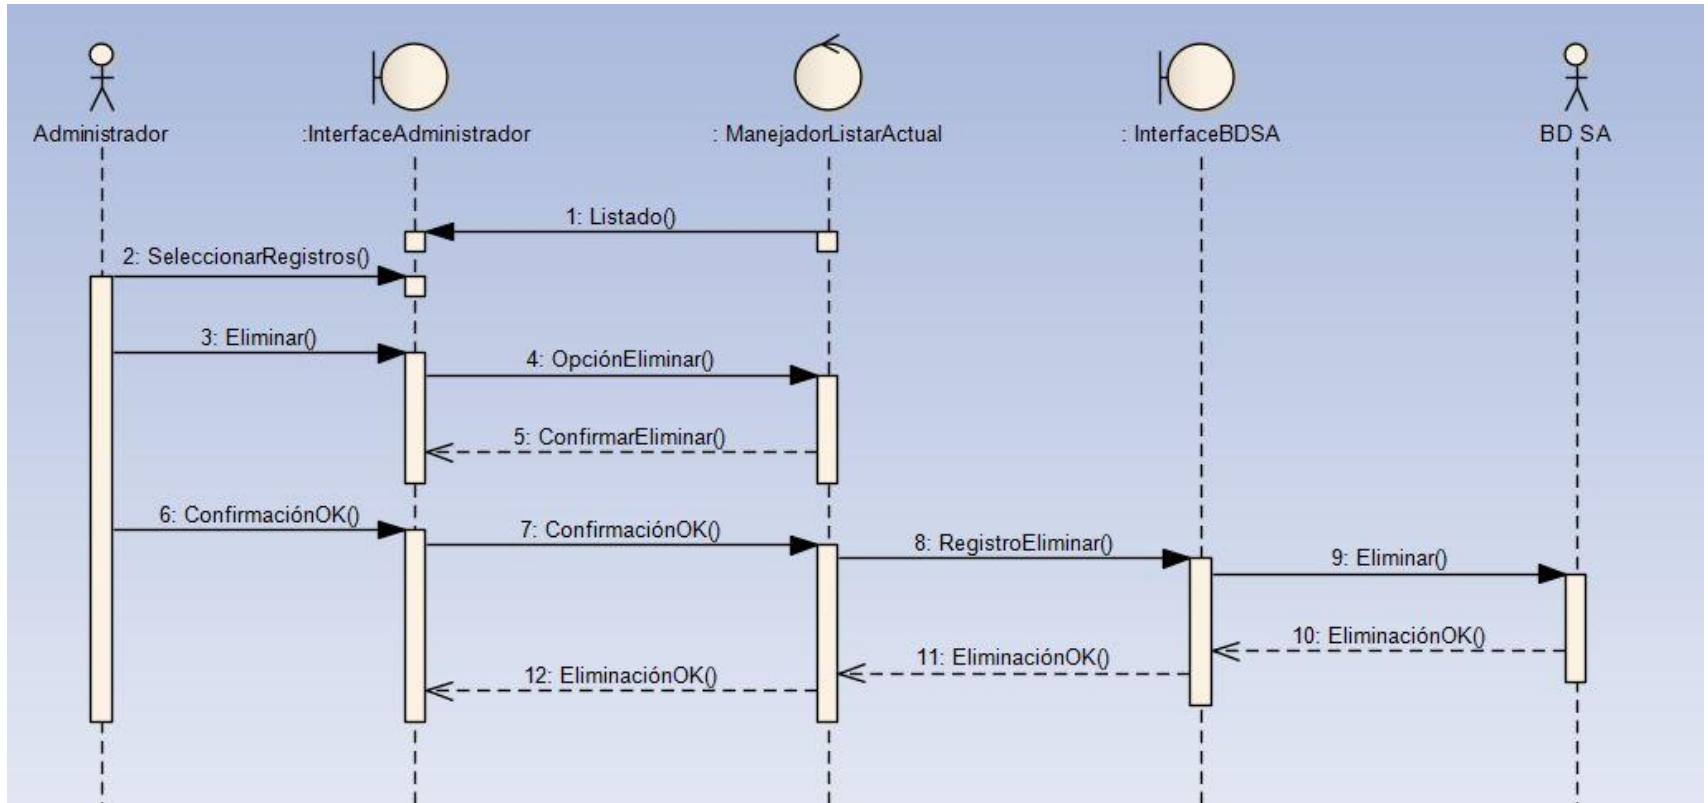 Administrador
:InterfaceAdministrador
: ManejadorListarActual
: InterfaceBDSA
BD SA
1: Listado()
2: SeleccionarRegistros()
3: Eliminar()
4: OpciónEliminar()
5: ConfirmarEliminar()
6: ConfirmaciónOK()
7: ConfirmaciónOK()
8: RegistroEliminar()
9: Eliminar()
10: EliminaciónOK()
11: EliminaciónOK()
12: EliminaciónOK()